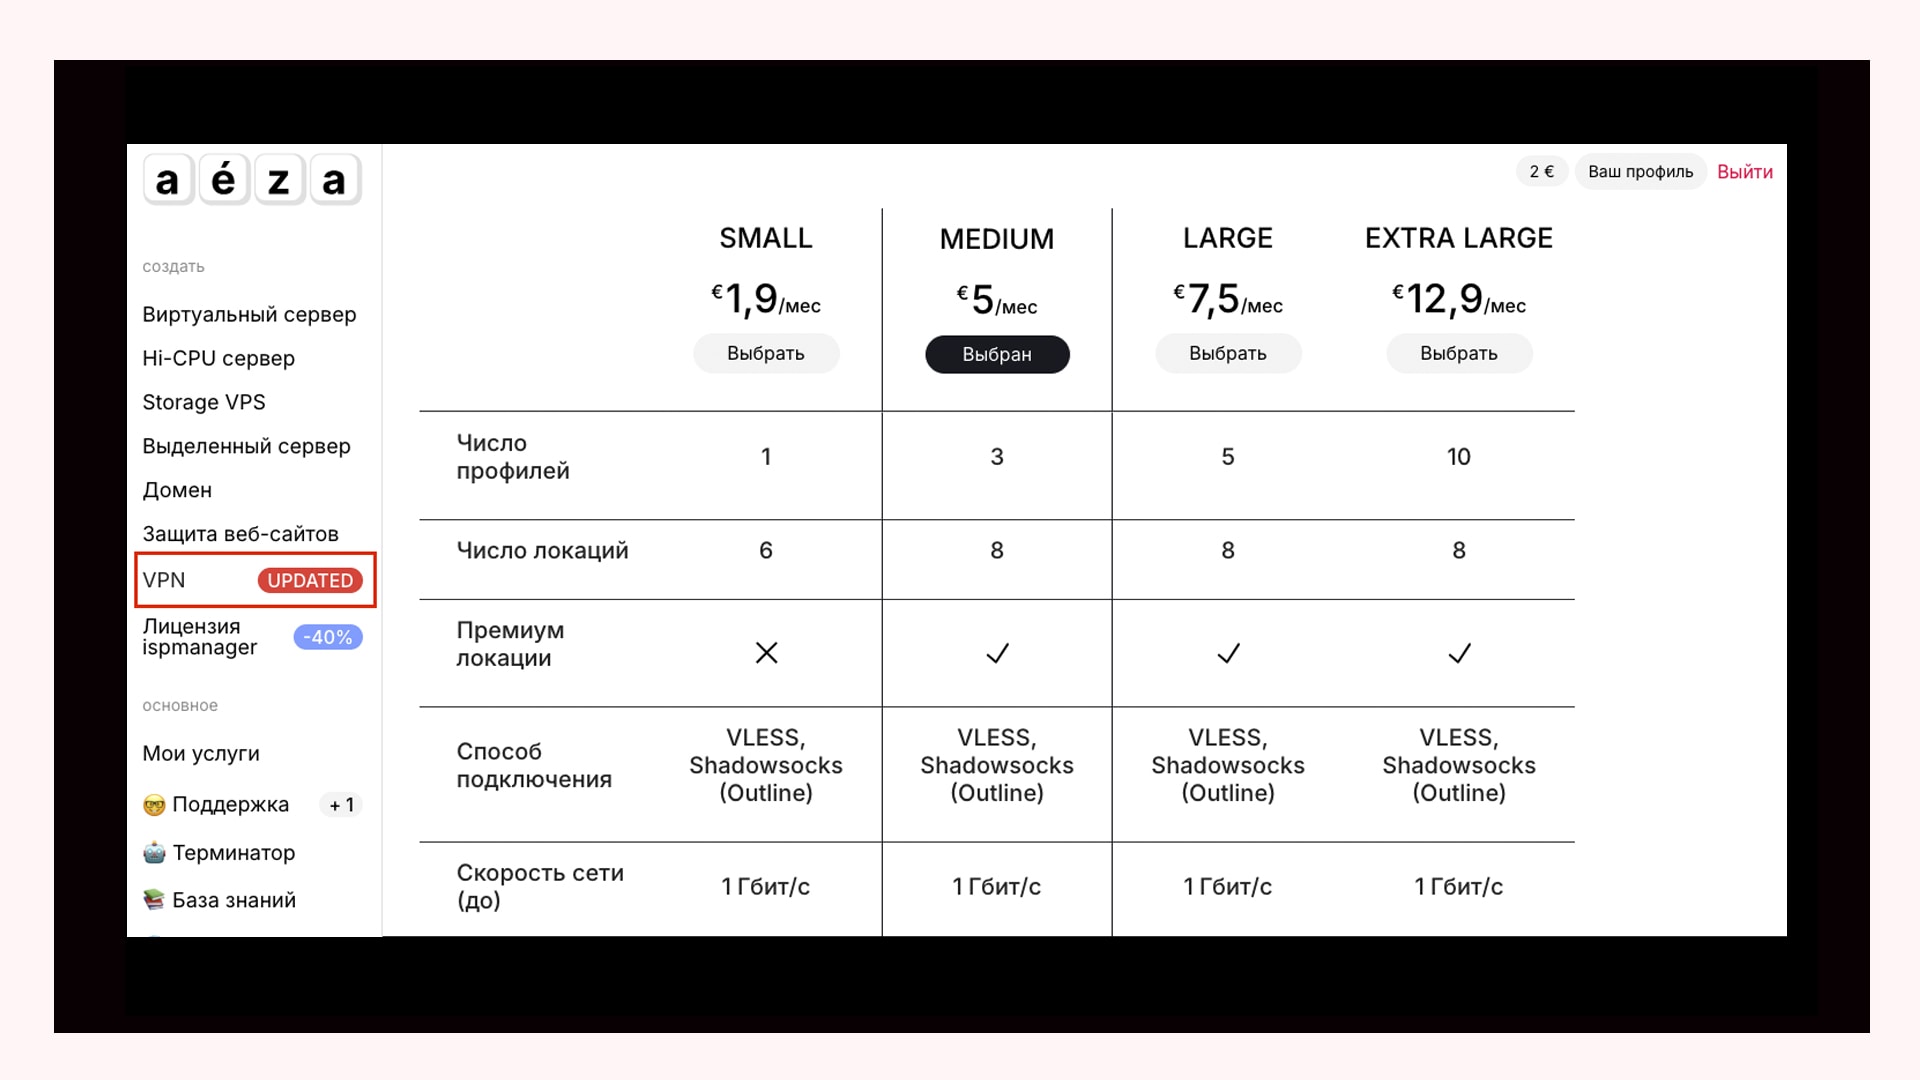 aéza
создать
Виртуальный сервер
Hi-CPU сервер
Storage VPS
Выделенный сервер
Домен
Защита веб-сайтов
VPN UPDATED
Лицензия
ispmanager -40%
основное
Мои услуги
Поддержка +1
Терминатор
База знаний
2 € Ваш профиль Выйти
SMALL MEDIUM LARGE EXTRA LARGE
€1,9/мес €5/мес €7,5/мес €12,9/мес
Выбрать Выбран Выбрать Выбрать
Число
профилей 1 3 5 10
Число локаций 6 8 8 8
Премиум
локации
Способ
подключения
VLESS,
Shadowsocks
(Outline)
VLESS,
Shadowsocks
(Outline)
VLESS,
Shadowsocks
(Outline)
VLESS,
Shadowsocks
(Outline)
Скорость сети
(до) 1 Гбит/с 1 Гбит/с 1 Гбит/с 1 Гбит/с